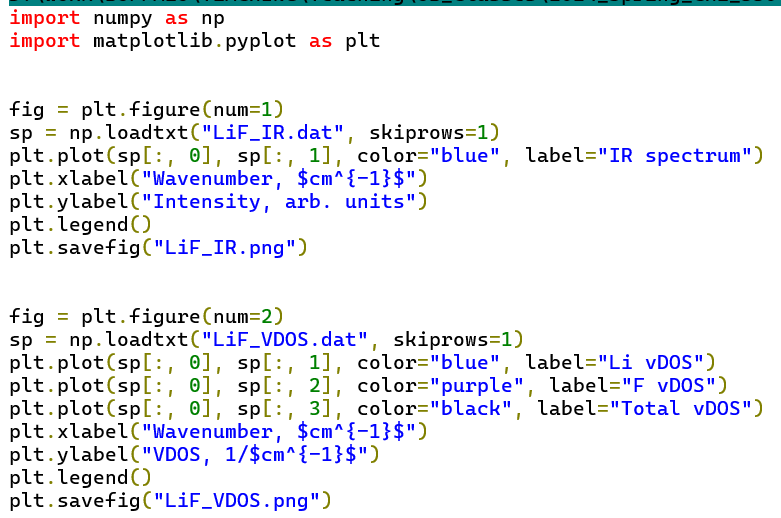 import numpy as np
import matplotlib.pyplot as plt
fig = plt.figure(num=1)
sp = np.loadtxt("LiF_IR.dat", skiprows=1)
plt.plot(sp[:, 0], sp[:, 1], color="blue", label="IR spectrum")
plt.xlabel("Wavenumber, $cm^{-1}$")
plt.ylabel("Intensity, arb. units")
plt.legend()
plt.savefig("LiF_IR.png")
fig = plt.figure(num=2)
sp = np.loadtxt("LiF_VDOS.dat", skiprows=1)
plt.plot(sp[:, 0], sp[:, 1], color="blue", label="Li vDOS")
plt.plot(sp[:, 0], sp[:, 2], color="purple", label="F vDOS")
plt.plot(sp[:, 0], sp[:, 3], color="black", label="Total vDOS")
plt.xlabel("Wavenumber, $cm^{-1}$")
plt.ylabel("VDOS, 1/$cm^{-1}$")
plt.legend()
plt.savefig("LiF_VDOS.png")